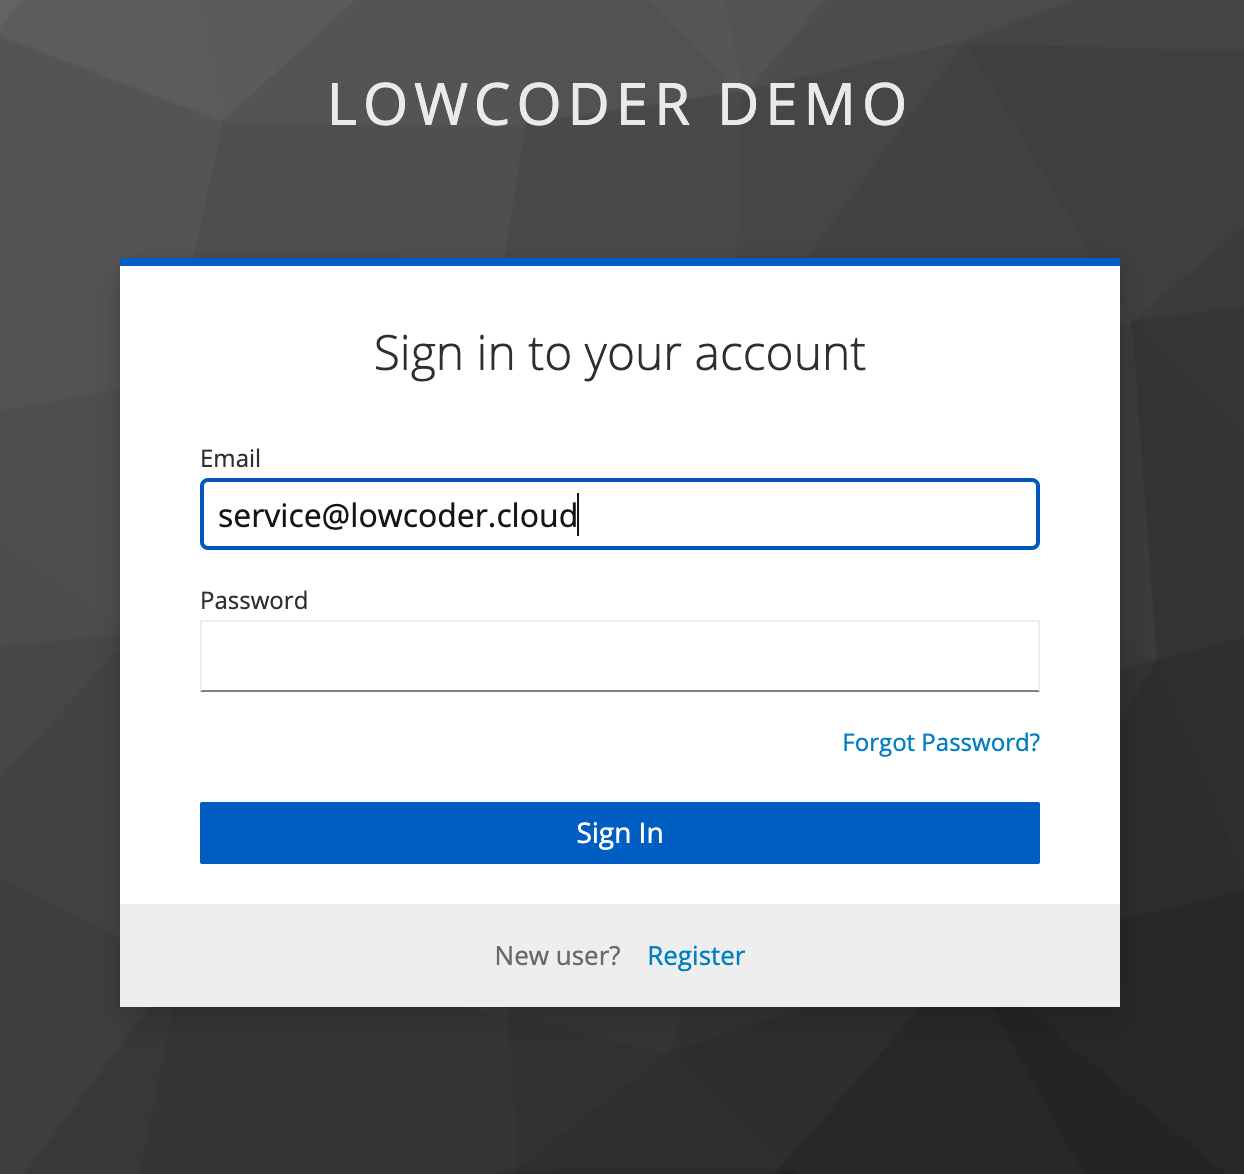 LOWCODER DEMO
Sign in to your account
Email
service@lowcoder.cloud
Password
Forgot Password?
Sign In
New user? Register